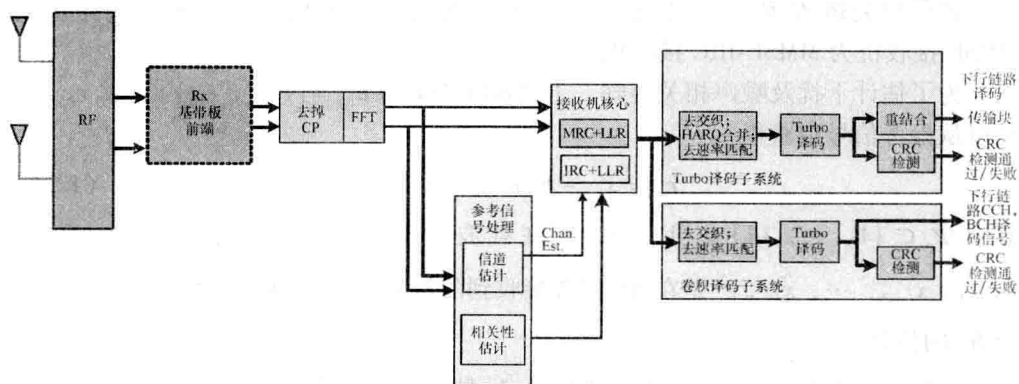 RF
Rx
基带板
前端
去掉
CP
FFT
接收机核心
MRC+LLR
IRC+LLR
参考信
号处理
信道
估计
相关性
估计
Chan.
Est.
去交织；
HARQ合并；
去速率匹配
Turbo
译码
重结合
CRC
检测
Turbo译码子系统
下行链路
译码
传输块
CRC
检测通
过/失败
去交织；
去速率匹配
Turbo
译码
CRC
检测
卷积译码子系统
下行链
路CCH，
BCH译
码信号
CRC
检测通
过/失败